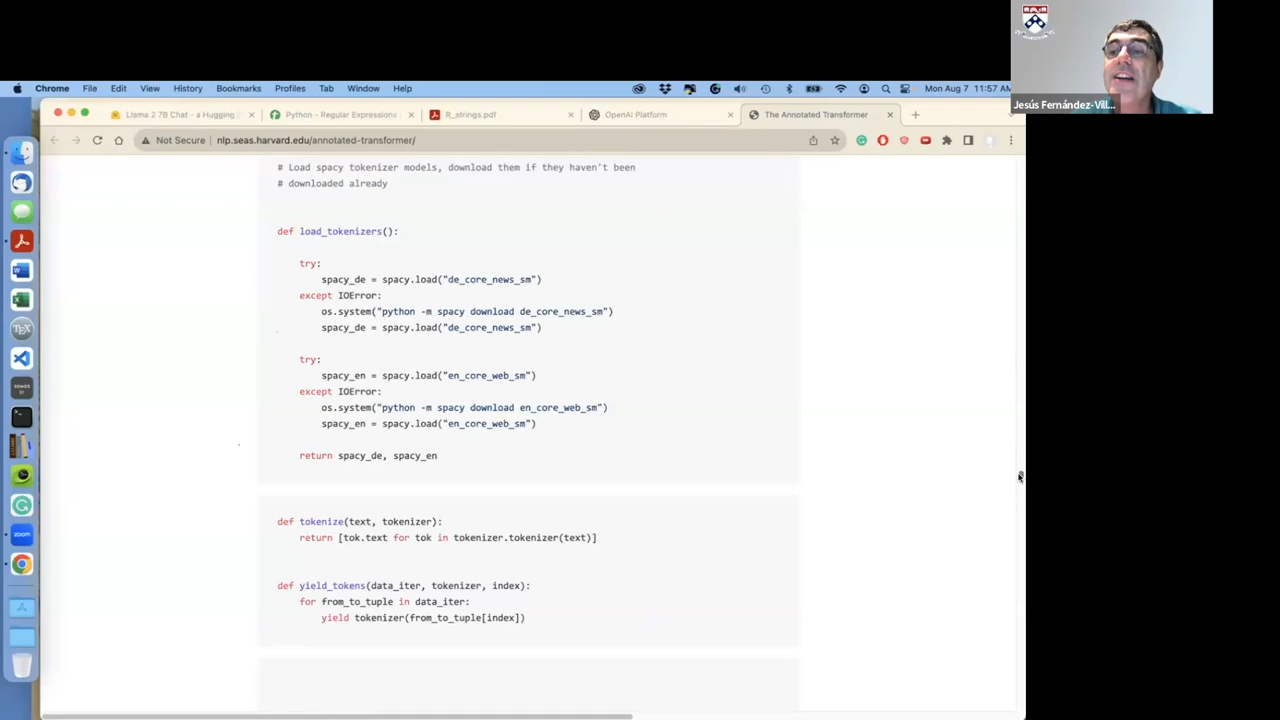 Chrome File Edit View History Bookmarks Profiles Tab Window Help Mon Aug 7 11:57 AM
Jesús Fernández-Vill...
Llama 2 7B Chat - a Hugging
Python - Regular Expressions
R_strings.pdf
OpenAI Platform
The Annotated Transformer
Not Secure nlp.seas.harvard.edu/annotated-transformer/
# Load spacy tokenizer models, download them if they haven't been
# downloaded already
def load_tokenizers():
try:
spacy_de = spacy.load("de_core_news_sm")
except IOError:
os.system("python -m spacy download de_core_news_sm")
spacy_de = spacy.load("de_core_news_sm")
try:
spacy_en = spacy.load("en_core_web_sm")
except IOError:
os.system("python -m spacy download en_core_web_sm")
spacy_en = spacy.load("en_core_web_sm")
return spacy_de, spacy_en
def tokenize(text, tokenizer):
return [tok.text for tok in tokenizer.tokenizer(text)]
def yield_tokens(data_iter, tokenizer, index):
for from_to_tuple in data_iter:
yield tokenizer(from_to_tuple[index])
TEX
zoom